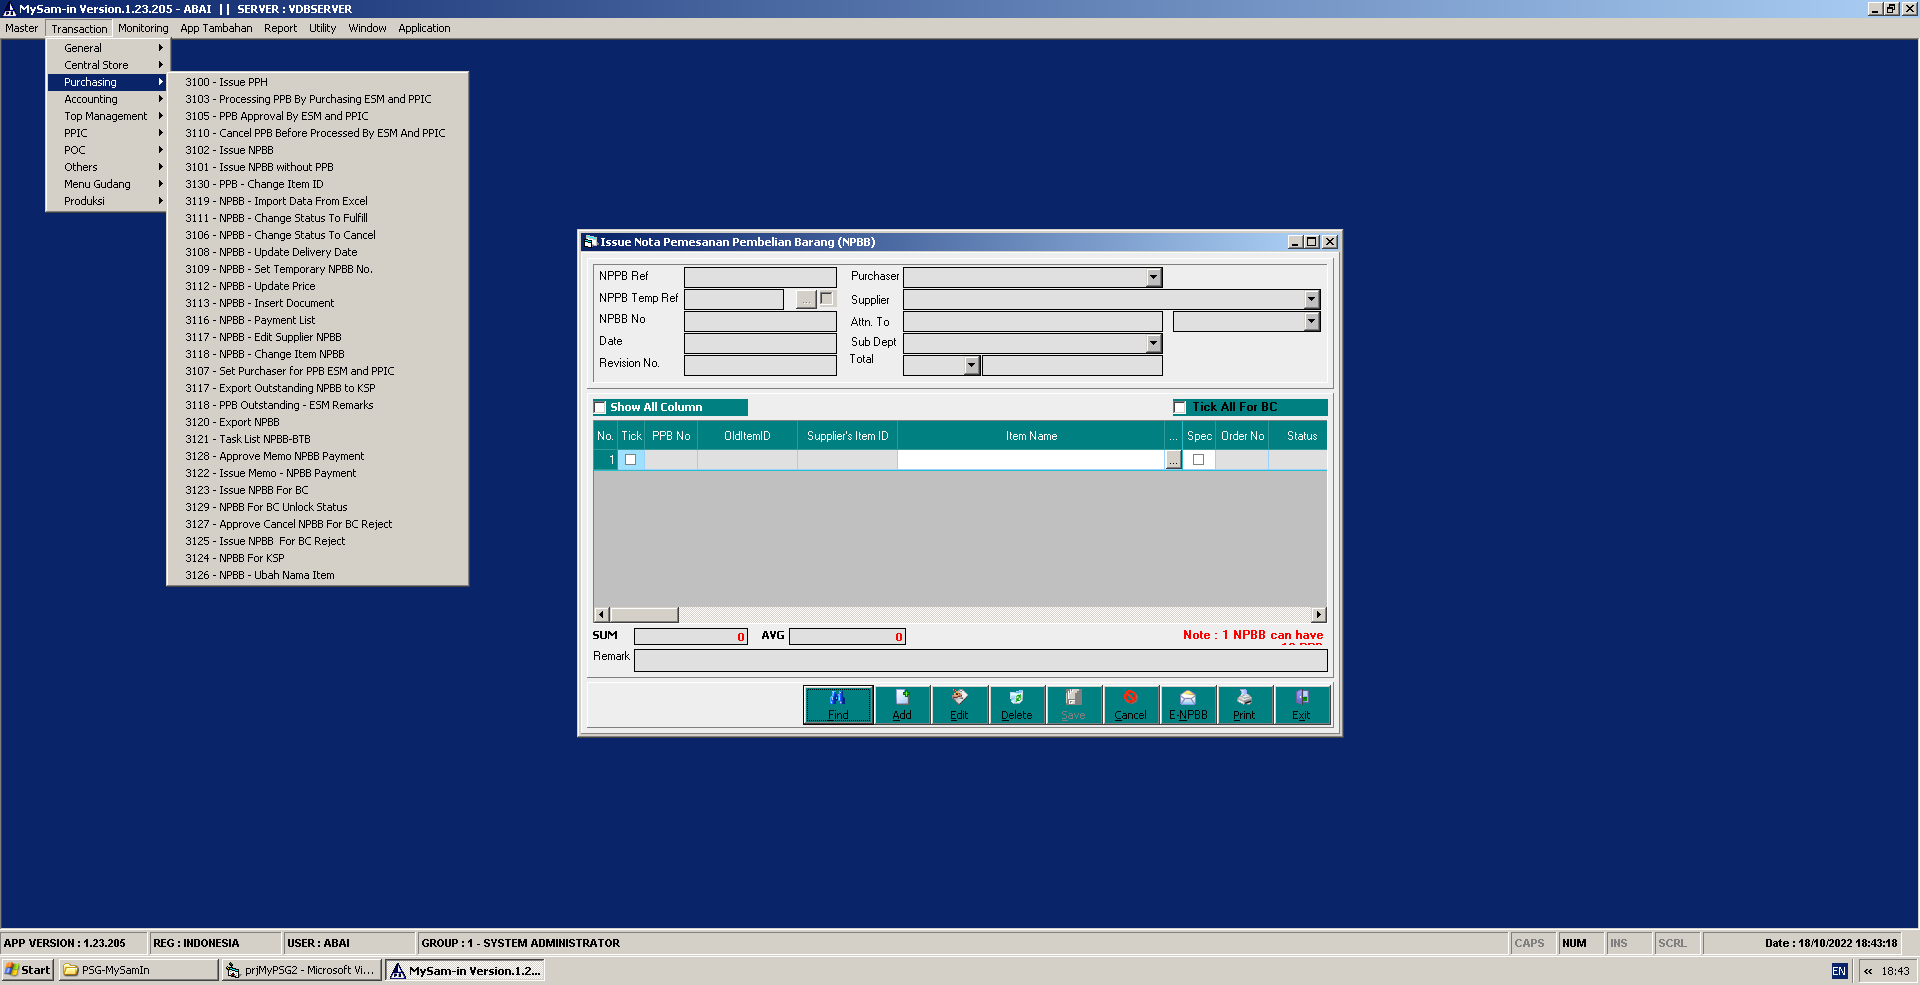 MySam-in Version.1.23.205 - ABAI || SERVER : VDBSERVER
Master Transaction Monitoring App Tambahan Report Utility Window Application
General
Central Store
Purchasing
Accounting
Top Management
PPIC
POC
Others
Menu Gudang
Produksi
3100 - Issue PPH
3103 - Processing PPB By Purchasing ESM and PPIC
3105 - PPB Approval By ESM and PPIC
3110 - Cancel PPB Before Processed By ESM And PPIC
3102 - Issue NPBB
3101 - Issue NPBB without PPB
3130 - PPB - Change Item ID
3119 - NPBB - Import Data From Excel
3111 - NPBB - Change Status To Fulfill
3106 - NPBB - Change Status To Cancel
3108 - NPBB - Update Delivery Date
3109 - NPBB - Set Temporary NPBB No.
3112 - NPBB - Update Price
3113 - NPBB - Insert Document
3116 - NPBB - Payment List
3117 - NPBB - Edit Supplier NPBB
3118 - NPBB - Change Item NPBB
3107 - Set Purchaser for PPB ESM and PPIC
3117 - Export Outstanding NPBB to KSP
3118 - PPB Outstanding - ESM Remarks
3120 - Export NPBB
3121 - Task List NPBB-BTB
3128 - Approve Memo NPBB Payment
3122 - Issue Memo - NPBB Payment
3123 - Issue NPBB For BC
3129 - NPBB For BC Unlock Status
3127 - Approve Cancel NPBB For BC Reject
3125 - Issue NPBB  For BC Reject
3124 - NPBB For KSP
3126 - NPBB - Ubah Nama Item
Issue Nota Pemesanan Pembelian Barang (NPBB)
NPPB Ref Purchaser
NPPB Temp Ref ... Supplier
NPBB No Attn. To
Date Sub Dept
Revision No. Total
Show All Column Tick All For BC
No. Tick PPB No OldItemID Supplier's Item ID Item Name ... Spec Order No Status
1 ...
SUM 0 AVG 0 Note : 1 NPBB can have
Remark
Find Add Edit Delete Save Cancel E-NPBB Print Exit
APP VERSION : 1.23.205 REG : INDONESIA USER : ABAI GROUP : 1 - SYSTEM ADMINISTRATOR CAPS NUM INS SCRL Date : 18/10/2022 18:43:18
Start PSG-MySamIn prjMyPSG2 - Microsoft Vi... MySam-in Version.1.2... EN « 18:43